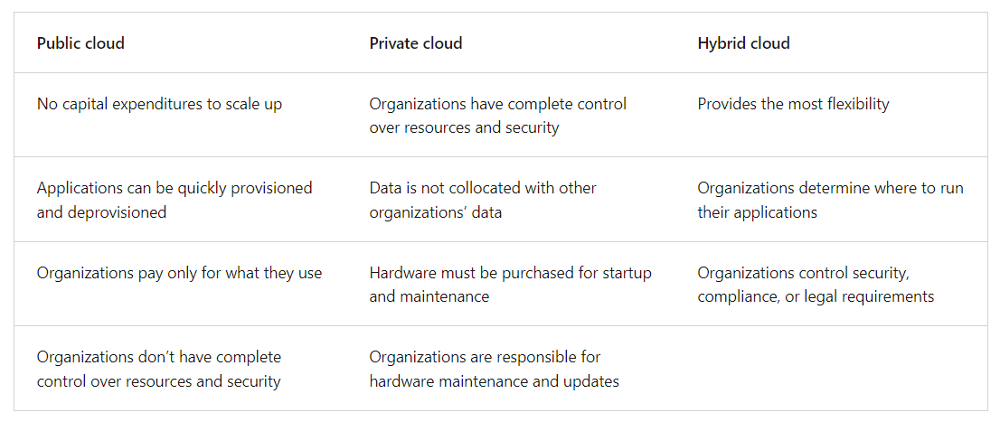 Public cloud
Private cloud
Hybrid cloud
No capital expenditures to scale up
Organizations have complete control
over resources and security
Provides the most flexibility
Applications can be quickly provisioned
and deprovisioned
Data is not collocated with other
organizations’ data
Organizations determine where to run
their applications
Organizations pay only for what they use
Hardware must be purchased for startup
and maintenance
Organizations control security,
compliance, or legal requirements
Organizations don’t have complete
control over resources and security
Organizations are responsible for
hardware maintenance and updates